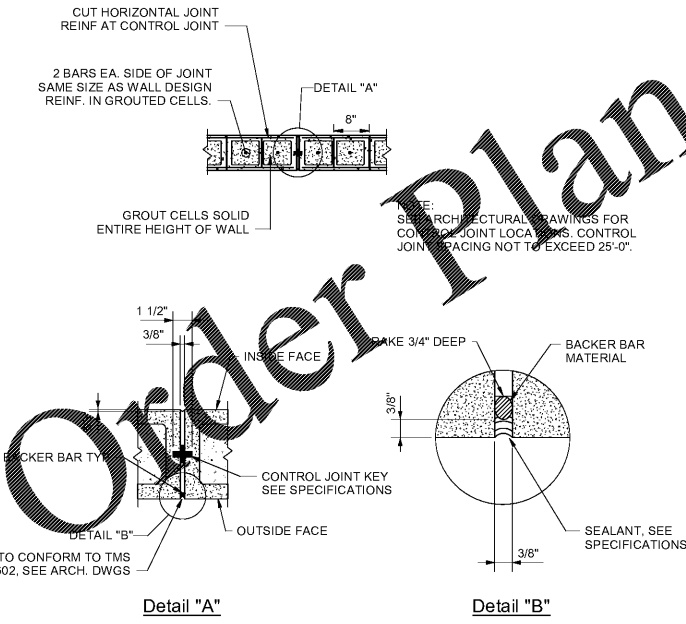 CUT HORIZONTAL JOINT
REINF AT CONTROL JOINT
2 BARS EA. SIDE OF JOINT
SAME SIZE AS WALL DESIGN
REINF. IN GROUTED CELLS.
DETAIL "A"
8"
GROUT CELLS SOLID
ENTIRE HEIGHT OF WALL
NOTE:
SEE ARCHITECTURAL DRAWINGS FOR
CONTROL JOINT LOCATIONS. CONTROL
JOINT SPACING NOT TO EXCEED 25'-0".
Order Plan
1 1/2"
3/8"
INSIDE FACE
BACKER BAR TYP
CONTROL JOINT KEY
SEE SPECIFICATIONS
DETAIL "B"
OUTSIDE FACE
TO CONFORM TO TMS
602, SEE ARCH. DWGS
Detail "A"
RAKE 3/4" DEEP
BACKER BAR
MATERIAL
3/8"
SEALANT, SEE
SPECIFICATIONS
3/8"
Detail "B"